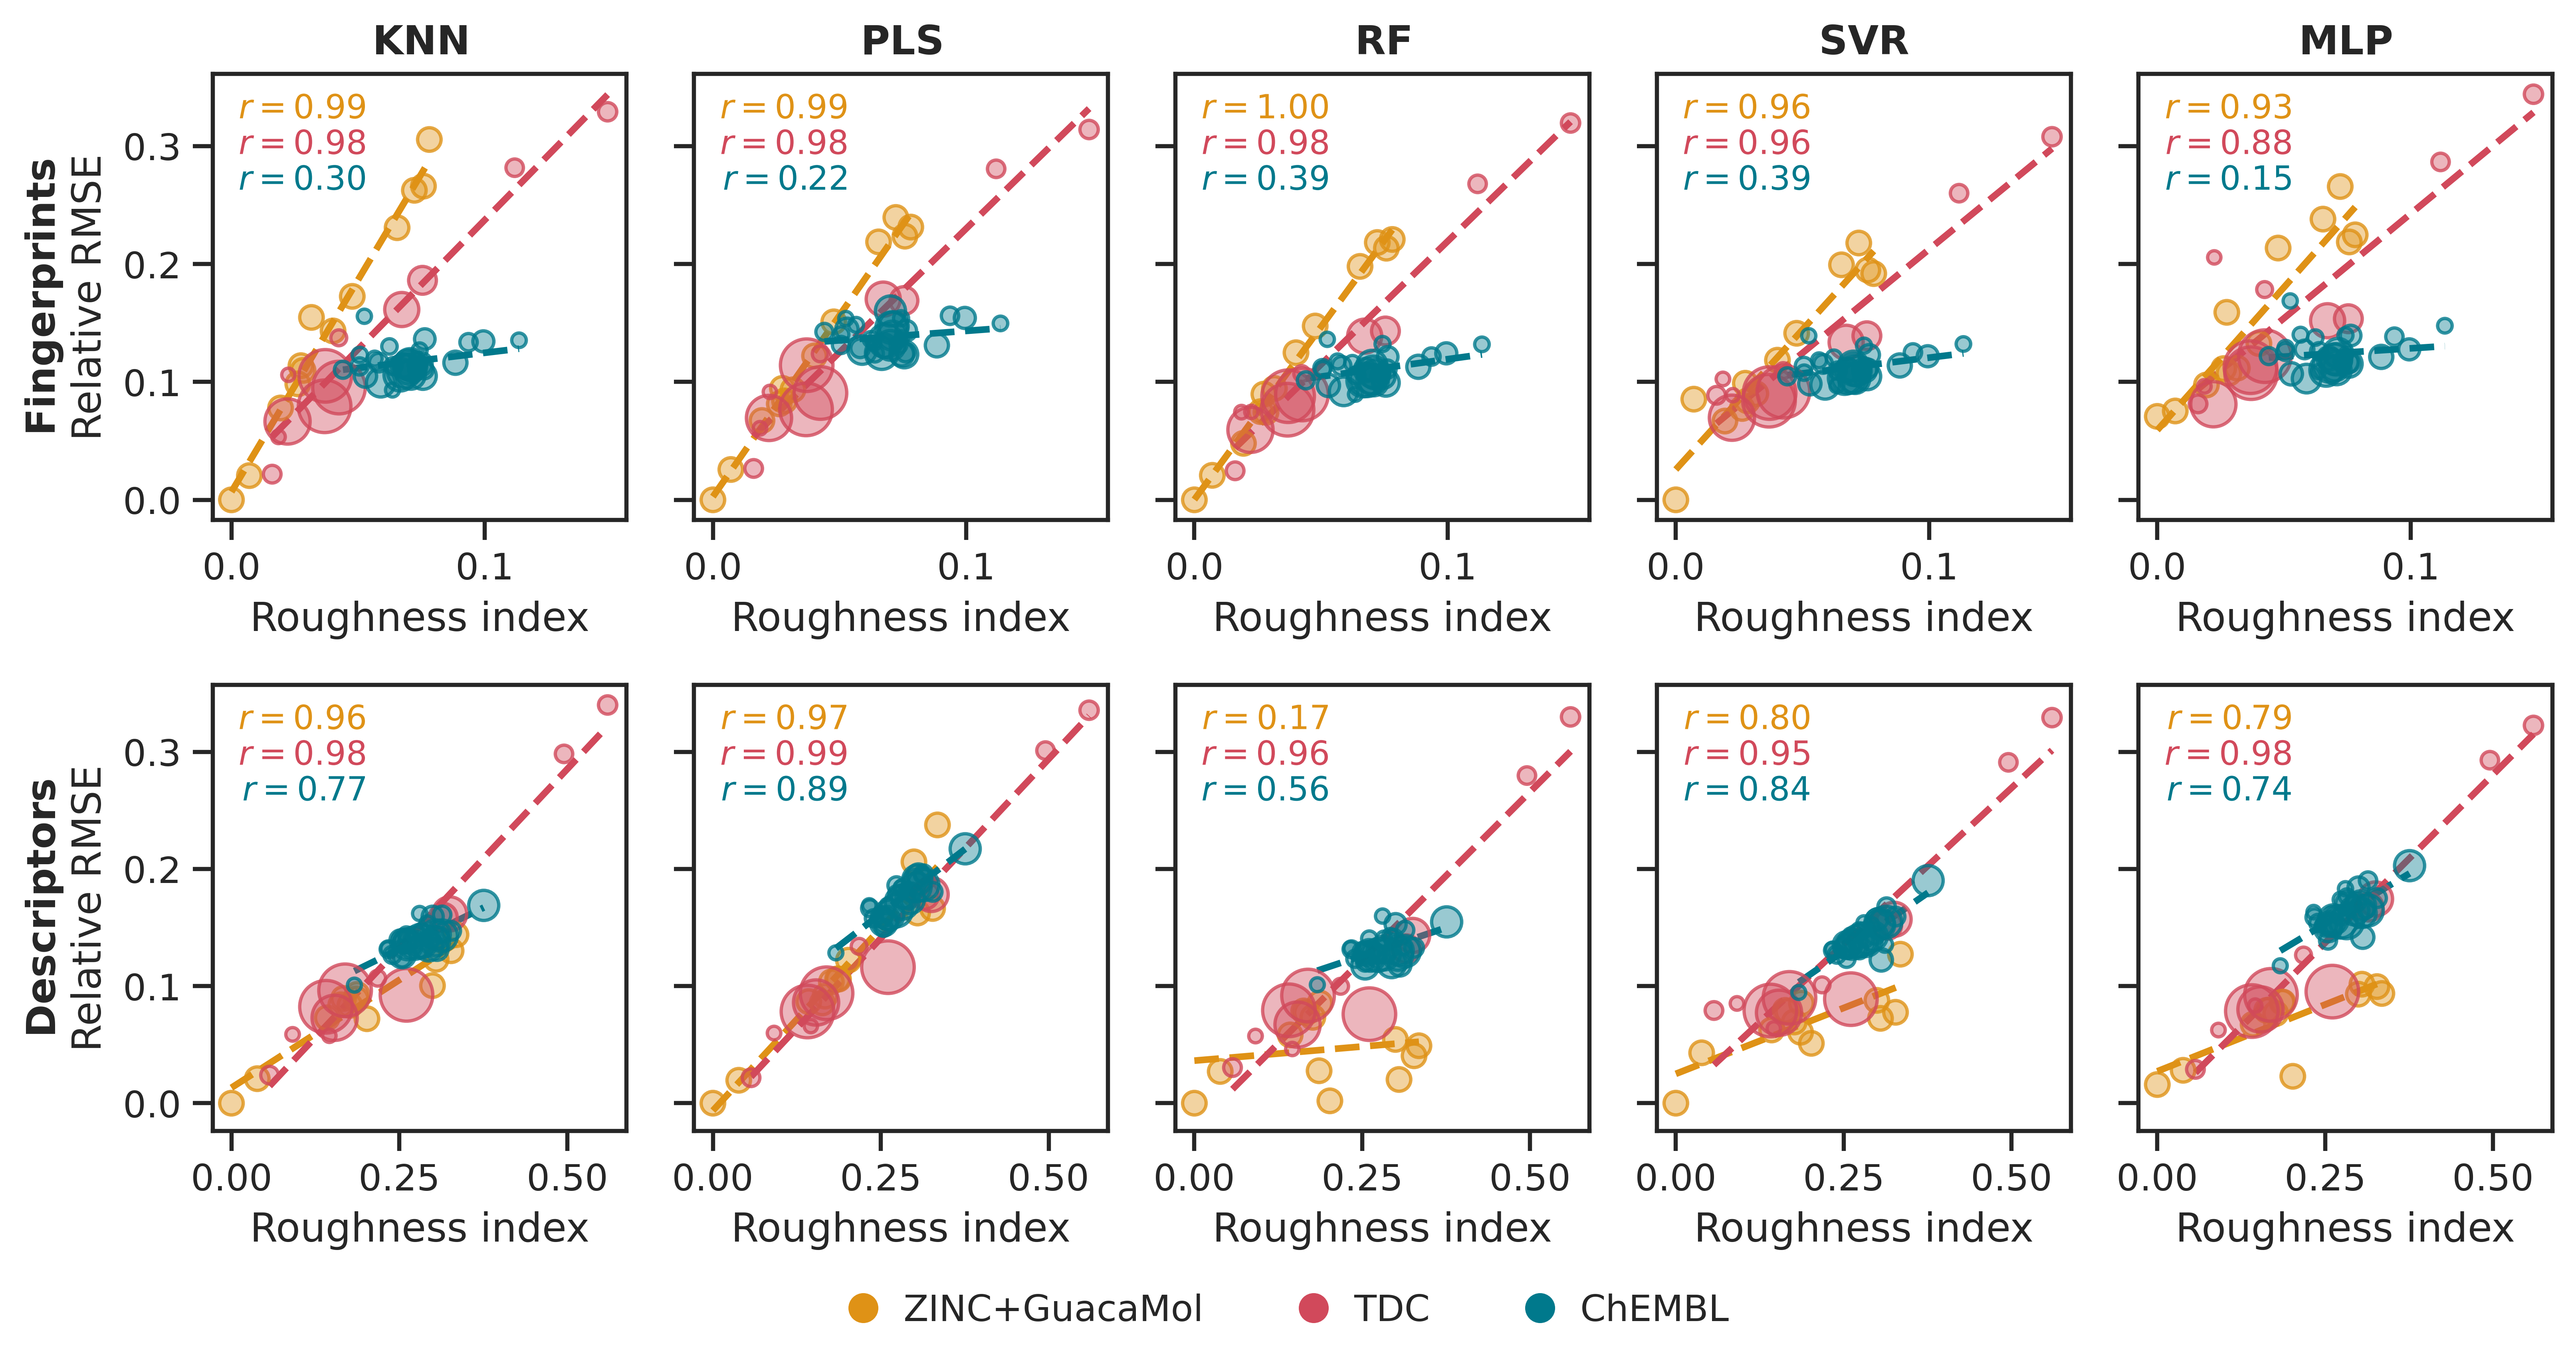 KNN PLS RF SVR MLP
Fingerprints
Relative RMSE
0.3
0.2
0.1
0.0
r = 0.99
r = 0.98
r = 0.30
r = 0.99
r = 0.98
r = 0.22
r = 1.00
r = 0.98
r = 0.39
r = 0.96
r = 0.96
r = 0.39
r = 0.93
r = 0.88
r = 0.15
0.0 0.1 0.0 0.1 0.0 0.1 0.0 0.1 0.0 0.1
Roughness index Roughness index Roughness index Roughness index Roughness index
Descriptors
Relative RMSE
0.3
0.2
0.1
0.0
r = 0.96
r = 0.98
r = 0.77
r = 0.97
r = 0.99
r = 0.89
r = 0.17
r = 0.96
r = 0.56
r = 0.80
r = 0.95
r = 0.84
r = 0.79
r = 0.98
r = 0.74
0.00 0.25 0.50 0.00 0.25 0.50 0.00 0.25 0.50 0.00 0.25 0.50 0.00 0.25 0.50
Roughness index Roughness index Roughness index Roughness index Roughness index
ZINC+GuacaMol TDC ChEMBL